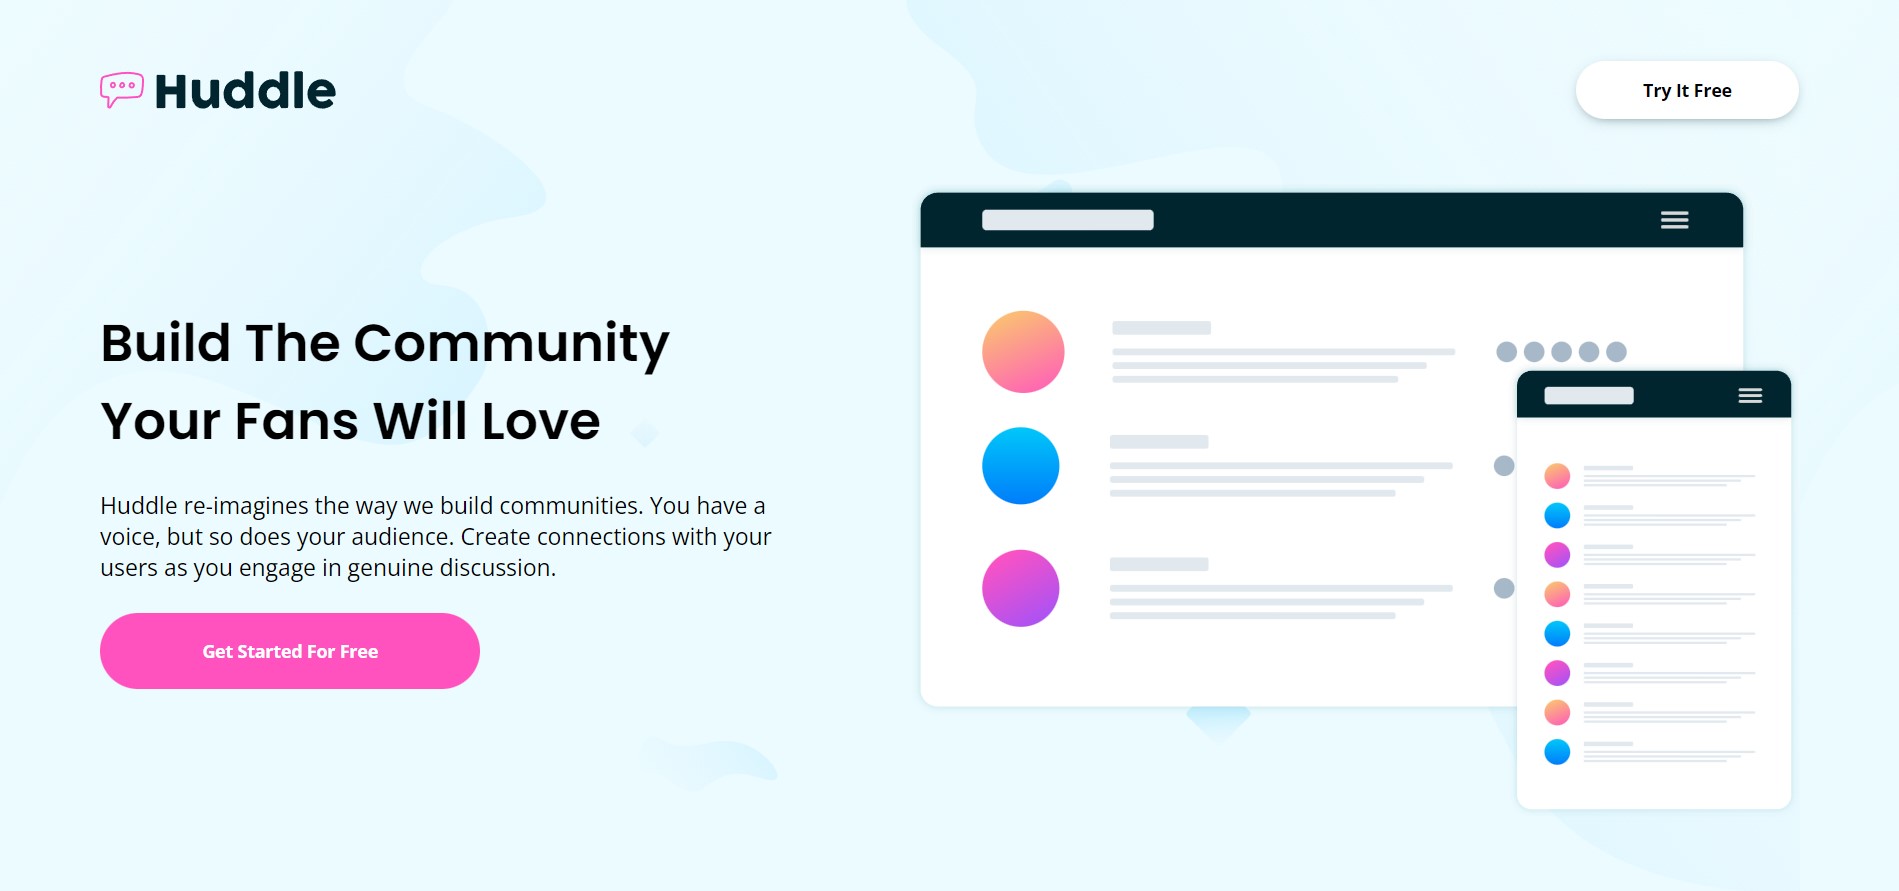 Huddle
Try It Free
Build The Community
Your Fans Will Love
Huddle re-imagines the way we build communities. You have a
voice, but so does your audience. Create connections with your
users as you engage in genuine discussion.
Get Started For Free